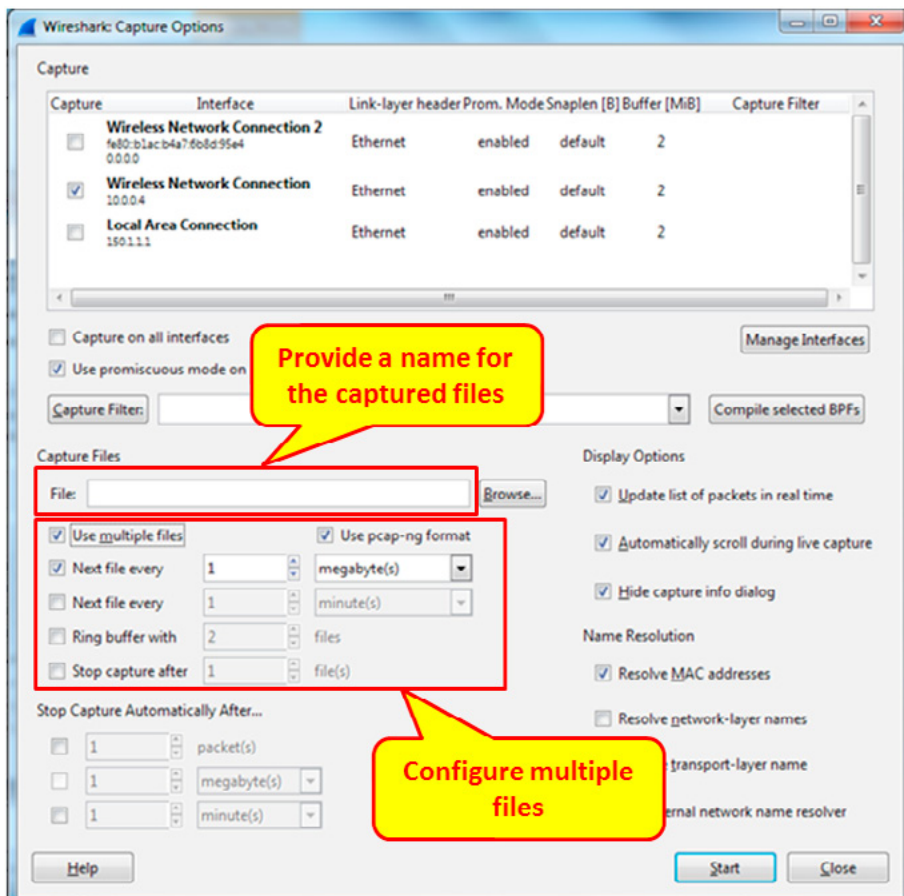 Wireshark: Capture Options
Capture
Capture Interface Link-layer header Prom. Mode Snaplen [B] Buffer [MiB] Capture Filter
Wireless Network Connection 2
fe80::b1ac:b4a7:6b8d:95e4
0.0.0.0
Ethernet enabled default 2
Wireless Network Connection
10.0.0.4
Ethernet enabled default 2
Local Area Connection
150.1.1.1
Ethernet enabled default 2
Capture on all interfaces
Manage Interfaces
Use promiscuous mode on
Provide a name for
the captured files
Capture Filter:
Compile selected BPFs
Capture Files
File:
Browse...
Use multiple files
Use pcap-ng format
Next file every 1 megabyte(s)
Next file every 1 minute(s)
Ring buffer with 2 files
Stop capture after 1 file(s)
Display Options
Update list of packets in real time
Automatically scroll during live capture
Hide capture info dialog
Name Resolution
Resolve MAC addresses
Resolve network-layer names
transport-layer name
network name resolver
Stop Capture Automatically After...
1 packet(s)
1 megabyte(s)
1 minute(s)
Configure multiple
files
Help
Start
Close